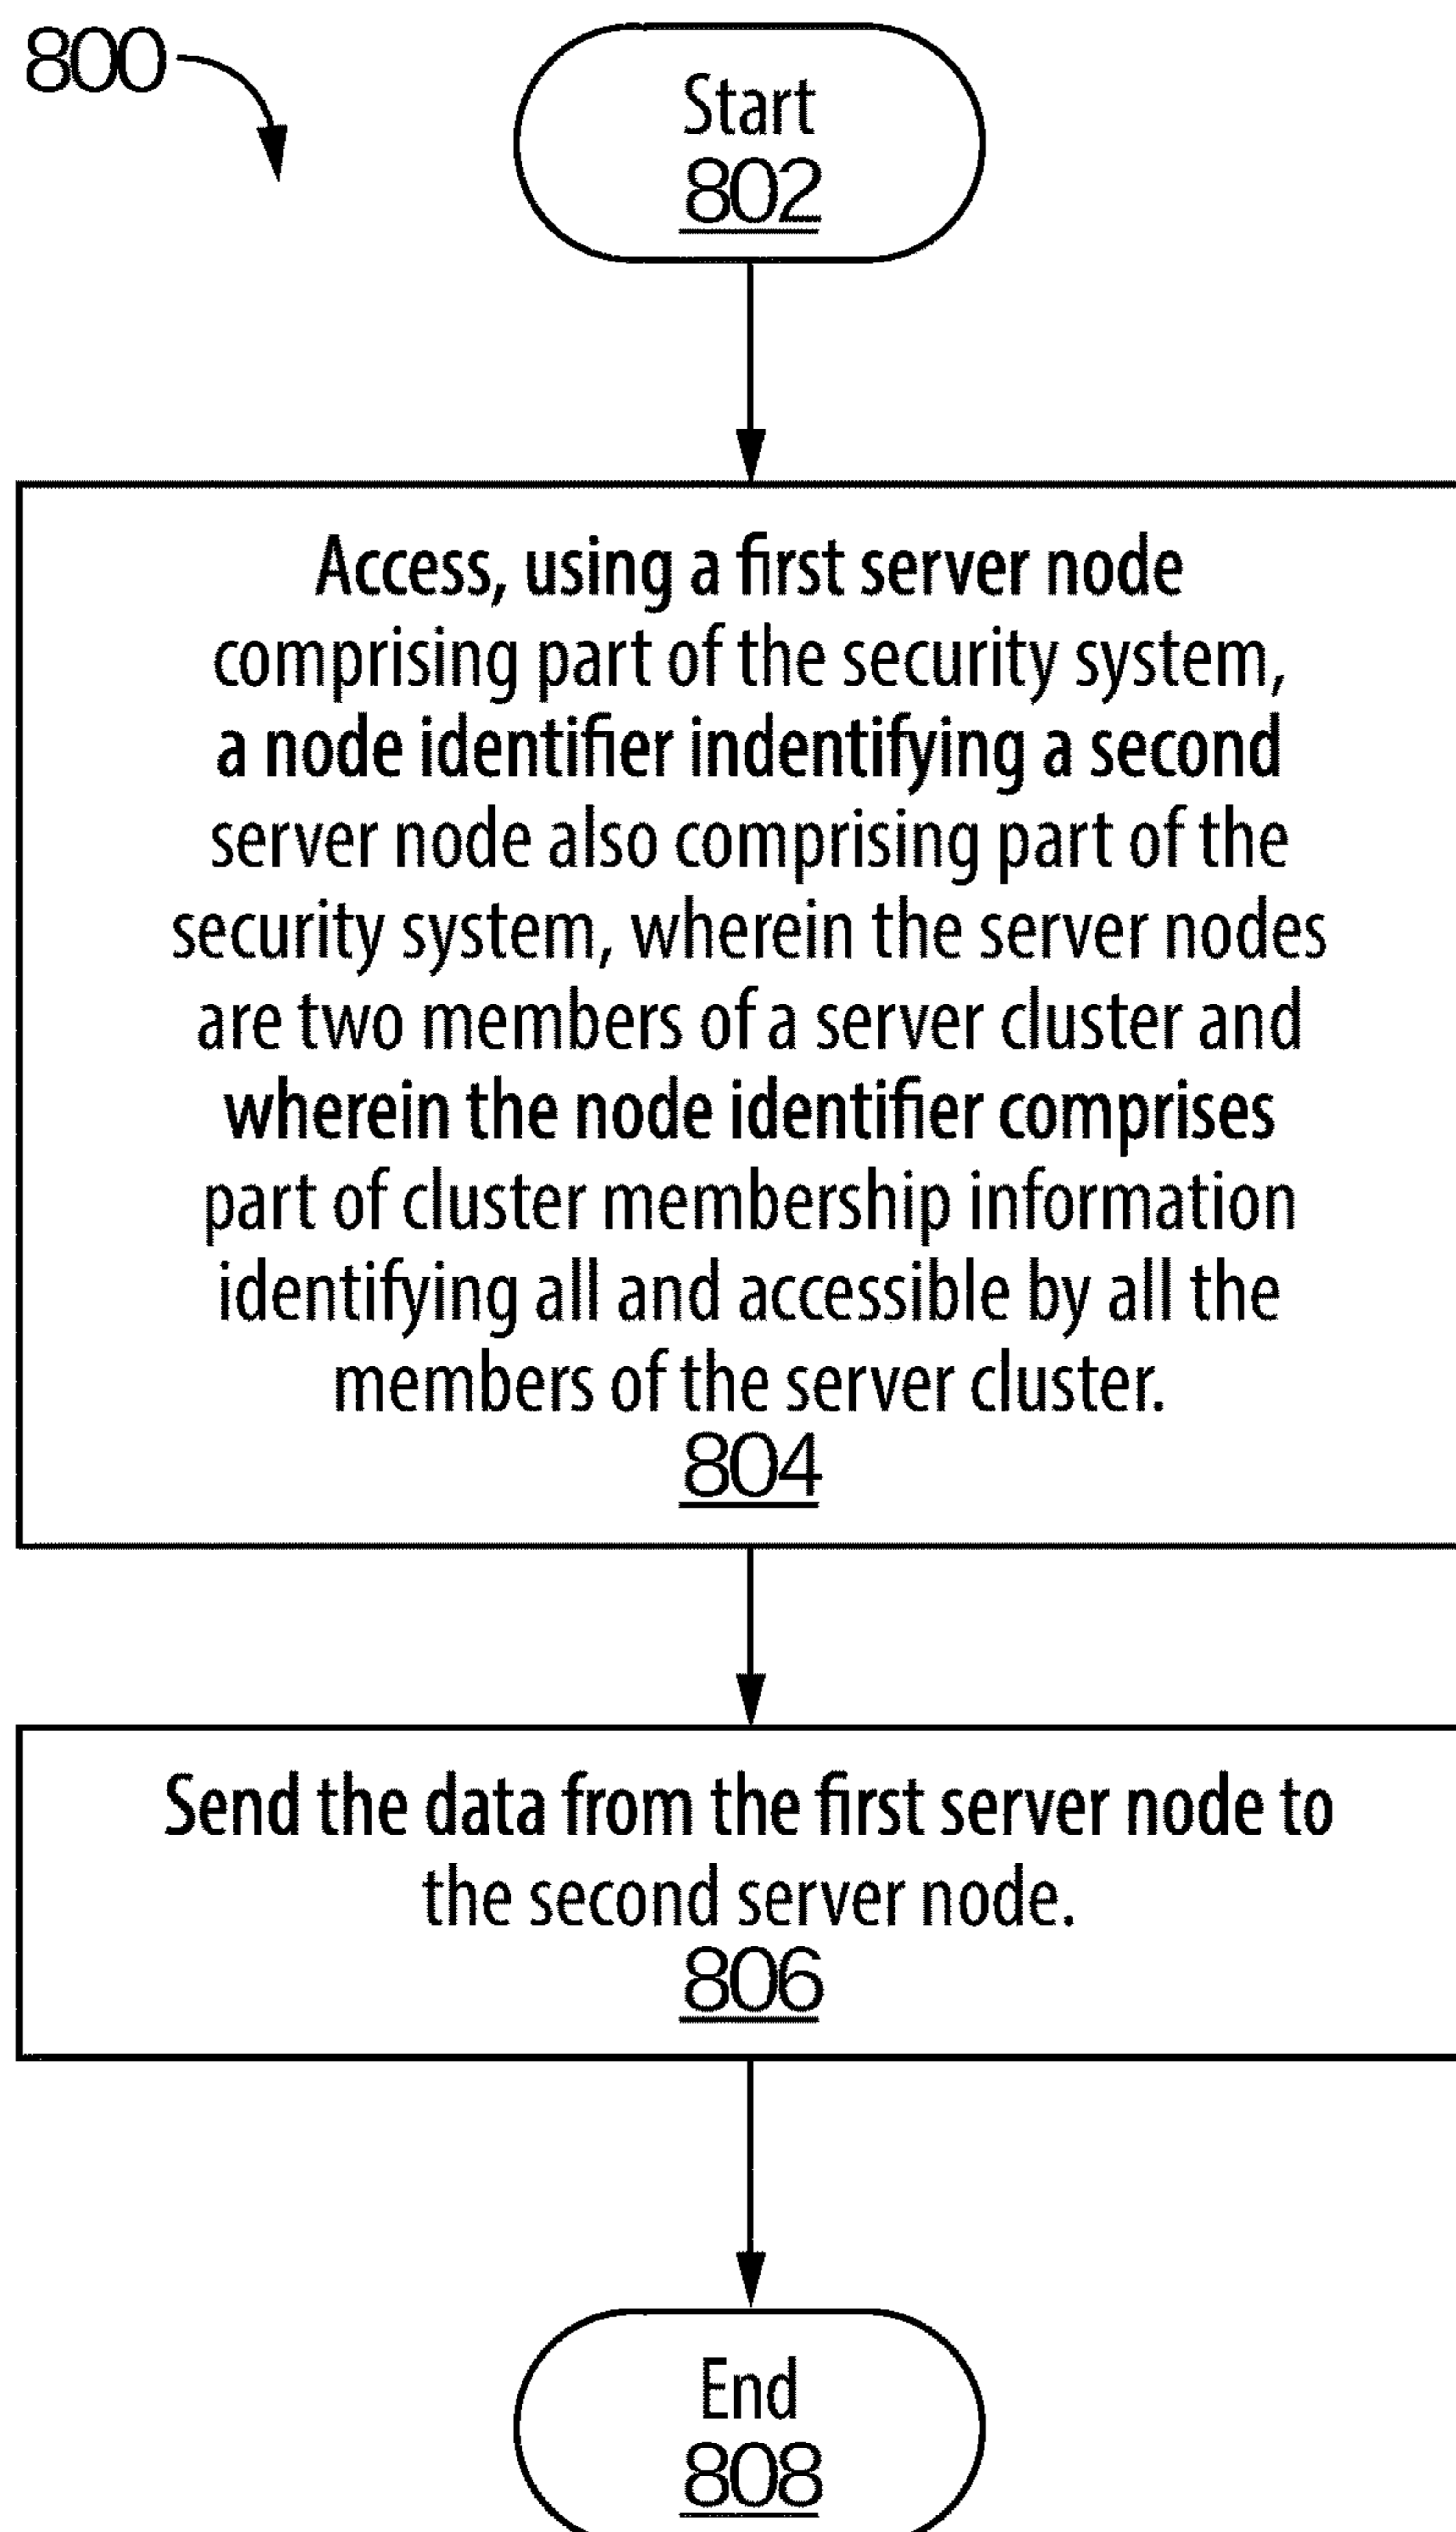 800
Start
802
Access, using a first server node
comprising part of the security system,
a node identifier indentifying a second
server node also comprising part of the
security system, wherein the server nodes
are two members of a server cluster and
wherein the node identifier comprises
part of cluster membership information
identifying all and accessible by all the
members of the server cluster.
804
Send the data from the first server node to
the second server node.
806
End
808